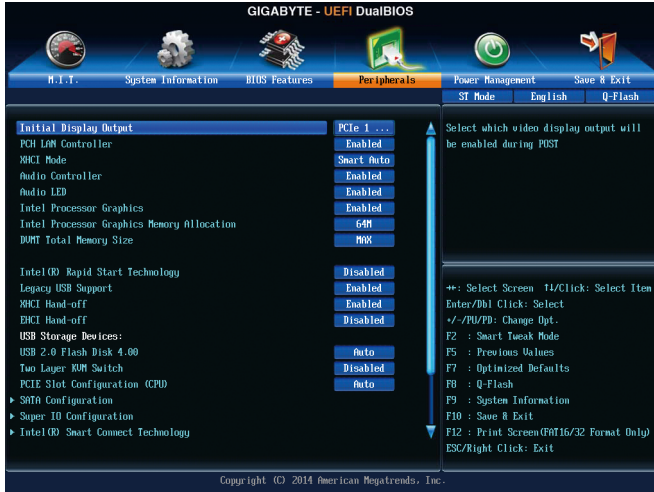 GIGABYTE - UEFI DualBIOS
M.I.T. System Information BIOS Features Peripherals Power Management Save & Exit
ST Mode English Q-Flash
Initial Display Output PCIe 1 ...
PCH LAN Controller Enabled
XHCI Mode Smart Auto
Audio Controller Enabled
Audio LED Enabled
Intel Processor Graphics Enabled
Intel Processor Graphics Memory Allocation 64M
DVMT Total Memory Size MAX
Intel(R) Rapid Start Technology Disabled
Legacy USB Support Enabled
XHCI Hand-off Enabled
EHCI Hand-off Disabled
USB Storage Devices:
USB 2.0 Flash Disk 4.00 Auto
Two Layer KVM Switch Disabled
PCIE Slot Configuration (CPU) Auto
SATA Configuration
Super IO Configuration
Intel(R) Smart Connect Technology
Select which video display output will
be enabled during POST
→←: Select Screen ↑↓/Click: Select Item
Enter/Dbl Click: Select
+/-/PU/PD: Change Opt.
F2 : Smart Tweak Mode
F5 : Previous Values
F7 : Optimized Defaults
F8 : Q-Flash
F9 : System Information
F10 : Save & Exit
F12 : Print Screen(FAT16/32 Format Only)
ESC/Right Click: Exit
Copyright (C) 2014 American Megatrends, Inc.